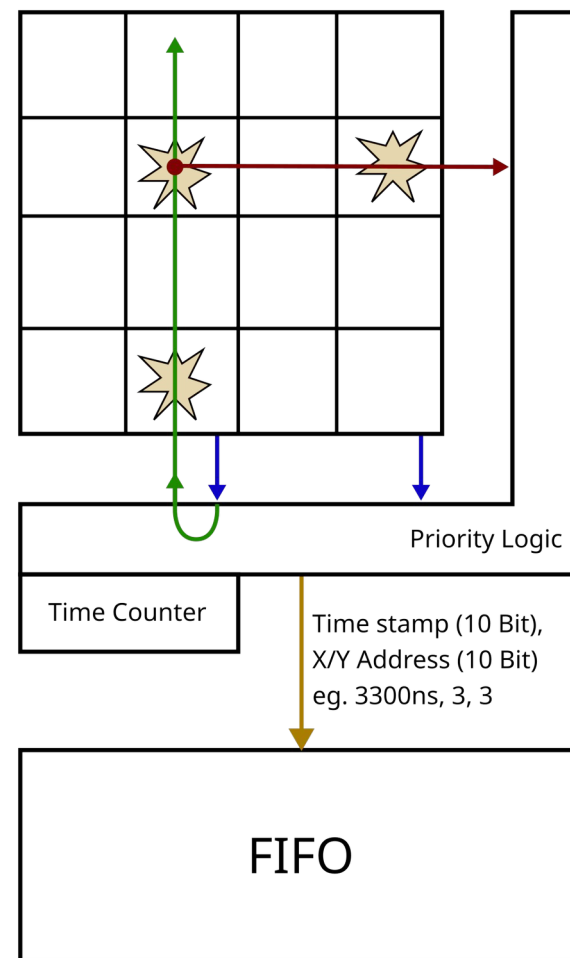 Priority Logic
Time Counter
Time stamp (10 Bit),
X/Y Address (10 Bit)
eg. 3300ns, 3, 3
FIFO